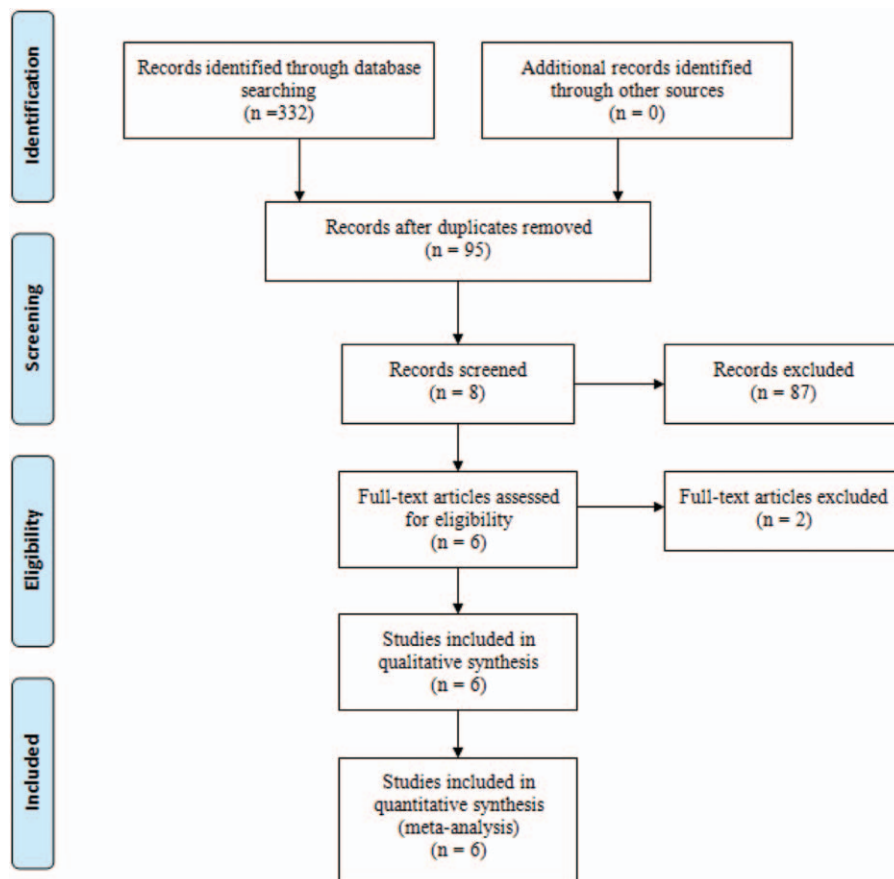 Identification
Records identified through database
searching
(n =332)
Additional records identified
through other sources
(n = 0)
Records after duplicates removed
(n = 95)
Screening
Records screened
(n = 8)
Records excluded
(n = 87)
Eligibility
Full-text articles assessed
for eligibility
(n = 6)
Full-text articles excluded
(n = 2)
Studies included in
qualitative synthesis
(n = 6)
Included
Studies included in
quantitative synthesis
(meta-analysis)
(n = 6)